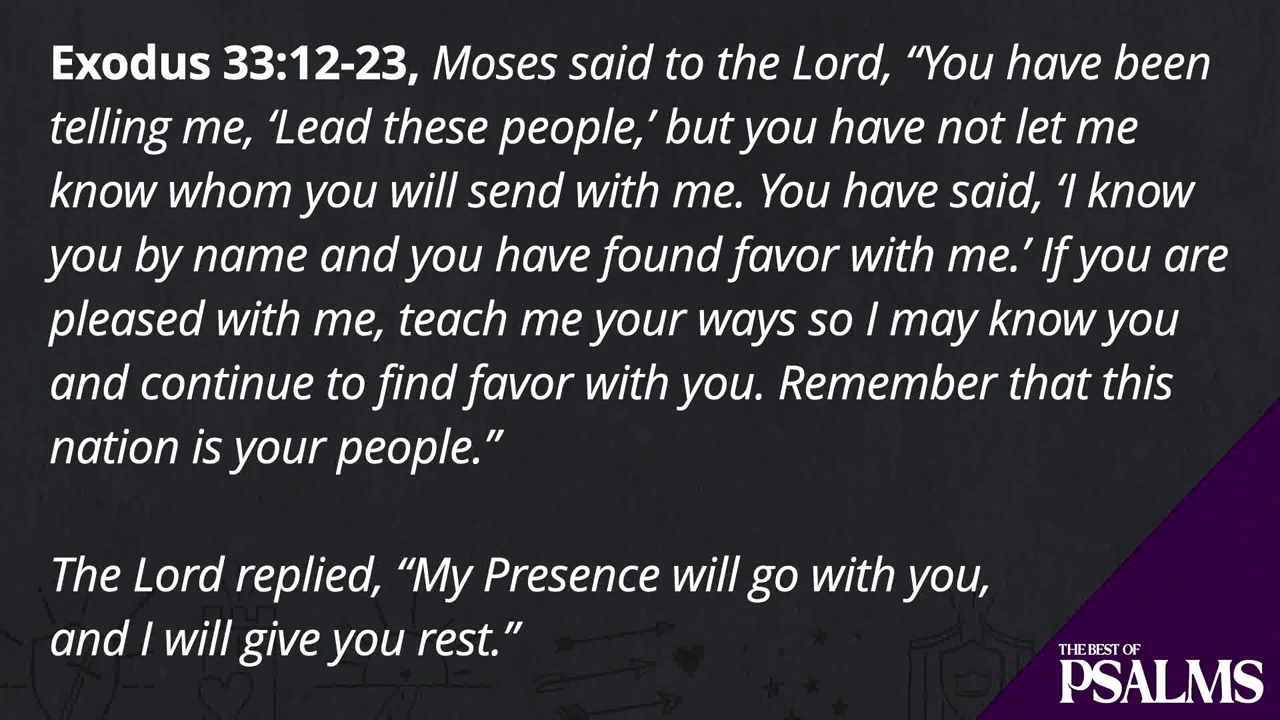 Exodus 33:12-23, Moses said to the Lord, “You have been
telling me, ‘Lead these people,’ but you have not let me
know whom you will send with me. You have said, ‘I know
you by name and you have found favor with me.’ If you are
pleased with me, teach me your ways so I may know you
and continue to find favor with you. Remember that this
nation is your people.”
The Lord replied, “My Presence will go with you,
and I will give you rest.”
THE BEST OF
PSALMS